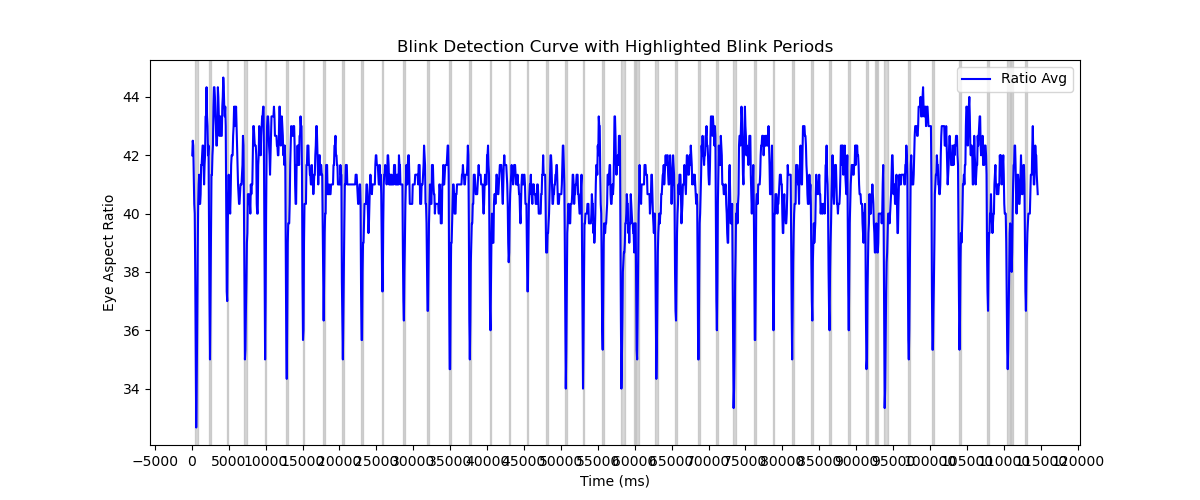 Blink Detection Curve with Highlighted Blink Periods
Ratio Avg
Eye Aspect Ratio
44
42
40
38
36
34
−5000 0 5000 10000 15000 20000 25000 30000 35000 40000 45000 50000 55000 60000 65000 70000 75000 80000 85000 90000 95000 100000 105000 110000 115000 120000
Time (ms)